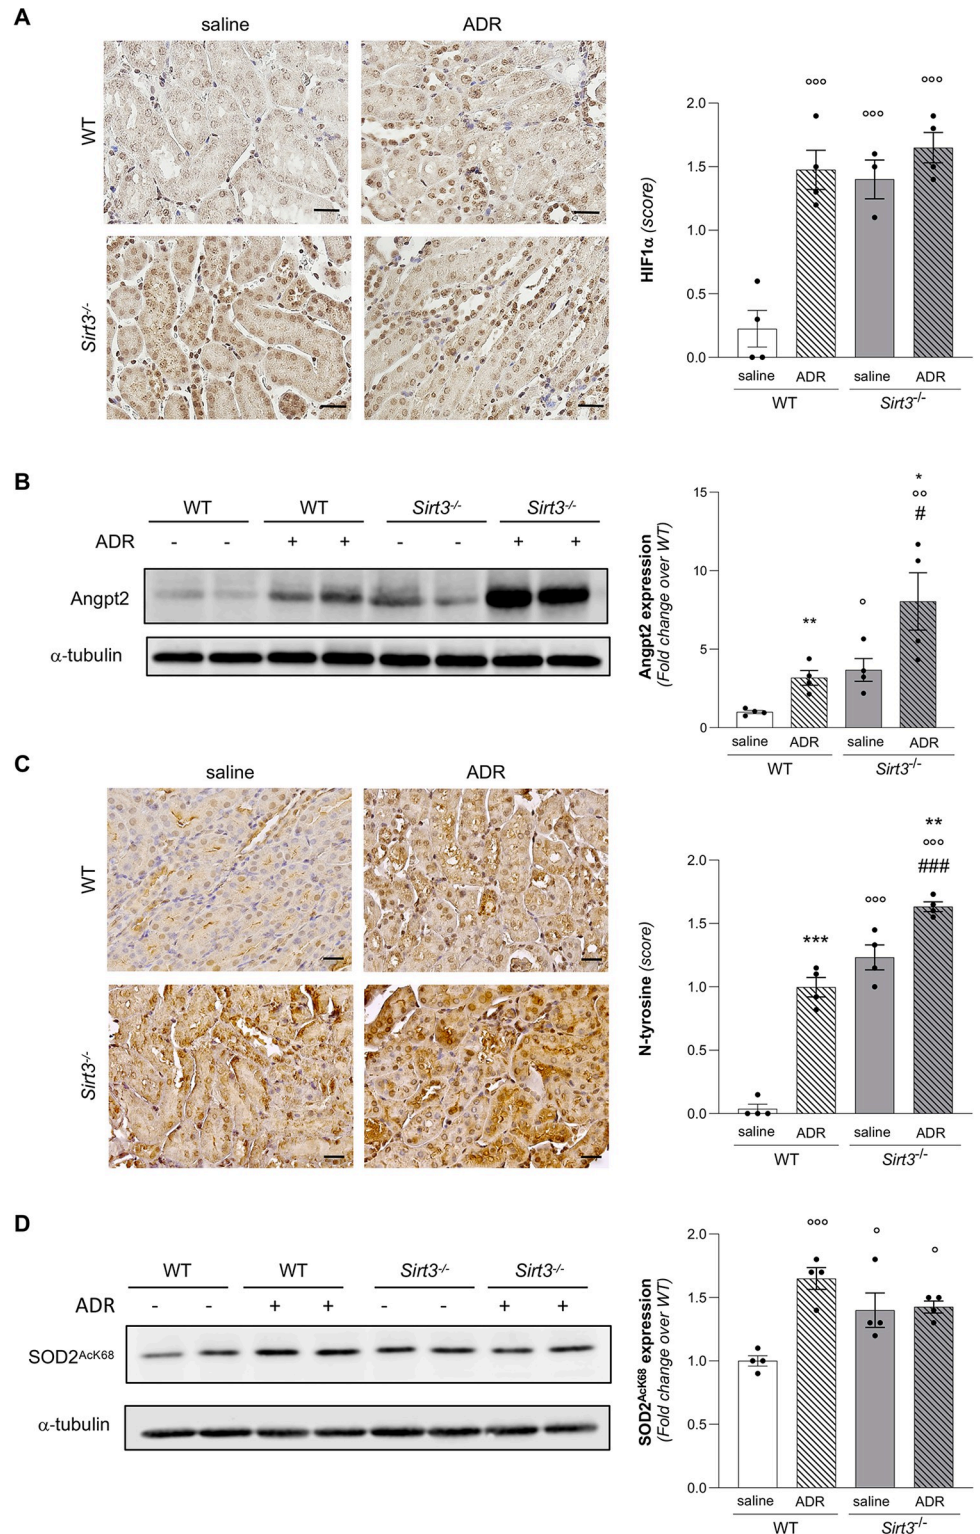 A
saline
ADR
WT
Sirt3-/-
HIF1α (score)
2.0
1.5
1.0
0.5
0.0
°°°
°°°
°°°
saline
ADR
saline
ADR
WT
Sirt3-/-
B
WT
WT
Sirt3-/-
Sirt3-/-
ADR
-
-
+
+
-
-
+
+
Angpt2
α-tubulin
Angpt2 expression
(Fold change over WT)
15
10
5
0
**
°
*
°°
#
saline
ADR
saline
ADR
WT
Sirt3-/-
C
saline
ADR
WT
Sirt3-/-
N-tyrosine (score)
2.0
1.5
1.0
0.5
0.0
***
°°°
**
°°°
###
saline
ADR
saline
ADR
WT
Sirt3-/-
D
WT
WT
Sirt3-/-
Sirt3-/-
ADR
-
-
+
+
-
-
+
+
SOD2AcK68
α-tubulin
SOD2AcK68 expression
(Fold change over WT)
2.0
1.5
1.0
0.5
0.0
°°°
°
°
saline
ADR
saline
ADR
WT
Sirt3-/-